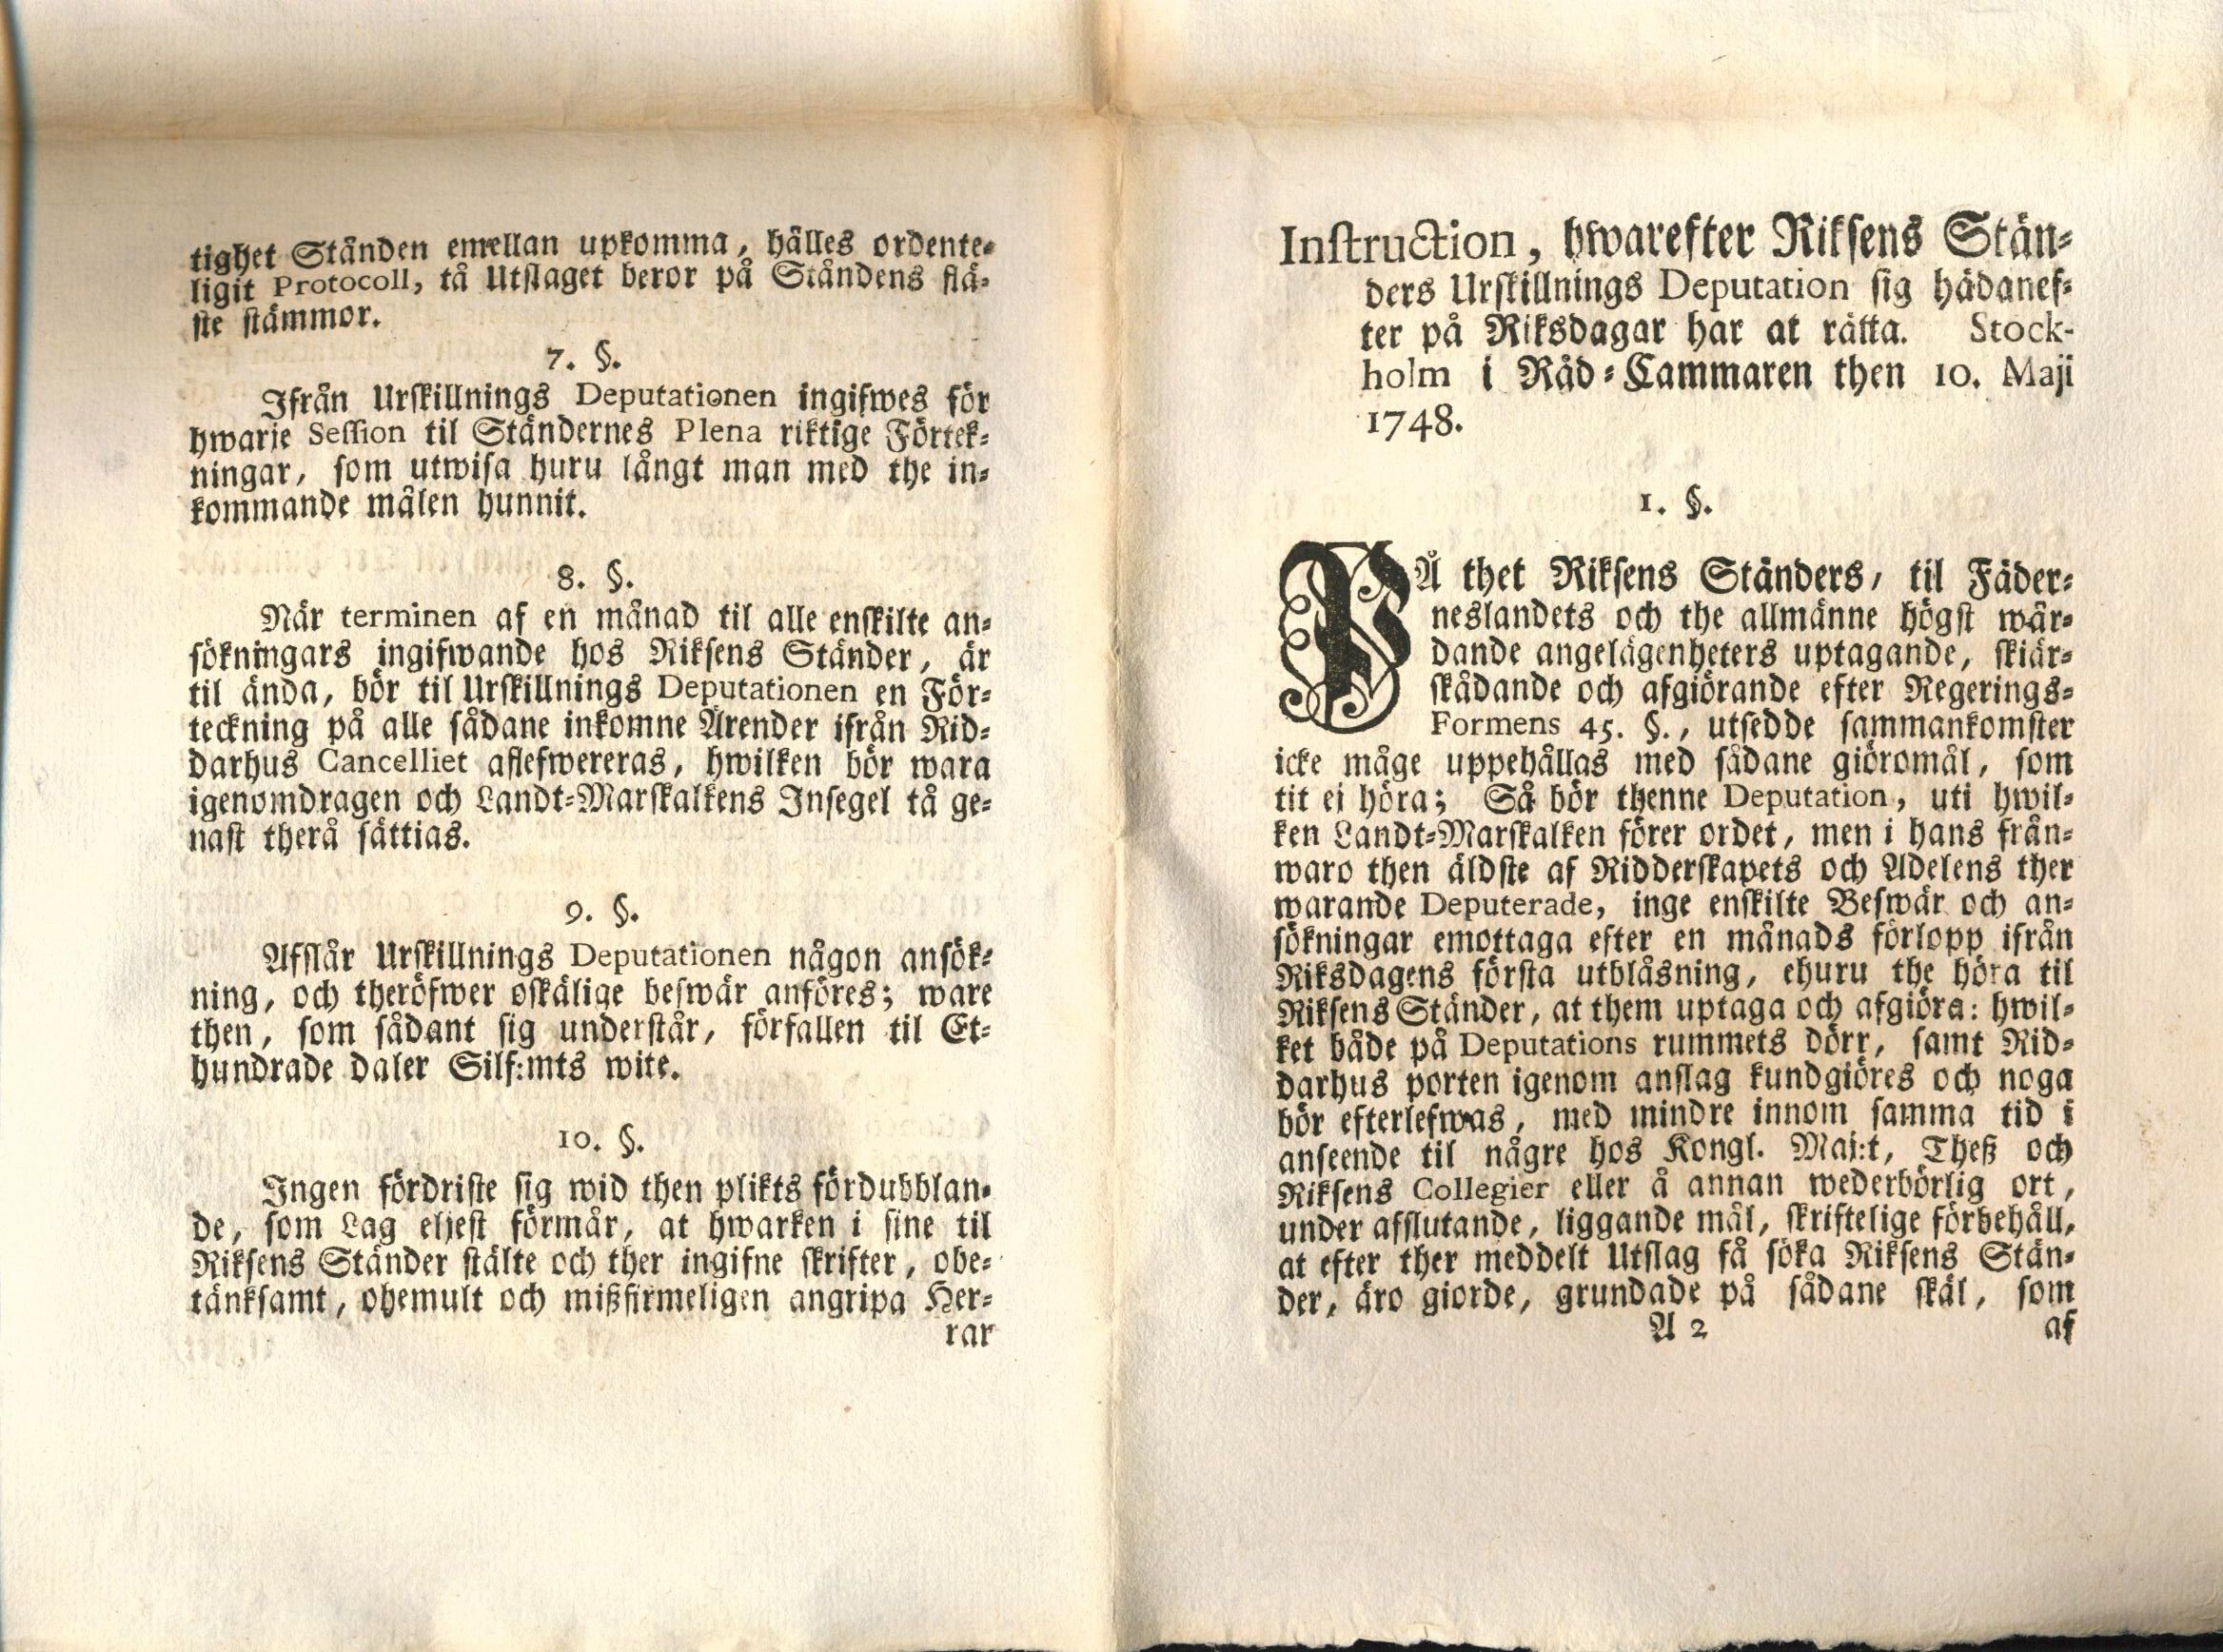 tighet Stånden emellan upkomma, hålles ordente-
ligit Protocoll, tå Utslaget beror på Ståndens flä-
ste stämmor.
7. §.
Ifrån Urskillnings Deputationen ingifwes för
hwarje Session til Ständernes Plena riktige Förtek-
ningar, som utwisa huru långt man med the in-
kommande målen hunnit.
8. §.
När terminen af en månad til alle enskilte an-
sökningars ingifwande hos Riksens Ständer, är
til ända, bör til Urskillnings Deputationen en För-
teckning på alle sådane inkomne Ärender ifrån Rid-
darhus Cancelliet aflefwereras, hwilken bör wara
igenomdragen och Landt-Marskalkens Insegel tå ge-
nast therå sättias.
9. §.
Afslår Urskillnings Deputationen någon ansök-
ning, och theröfwer oskälige beswär anföres; ware
then, som sådant sig understår, förfallen til Et-
hundrade daler Silf:mts wite.
10. §.
Ingen fördriste sig wid then plikts fördubblan-
de, som Lag eljest förmår, at hwarken i sine til
Riksens Ständer stälte och ther ingifne skrifter, obe-
tänksamt, ohemult och mißfirmeligen angripa Her-
rar
Instruction, hwarefter Riksens Stän-
ders Urskillnings Deputation sig hädanef-
ter på Riksdagar har at rätta. Stock-
holm i Råd-Cammaren then 10. Maji
1748.
1. §.
PÅ thet Riksens Ständers, til Fäder-
neslandets och the allmänne högst wår-
dande angelägenheters uptagande, skiär-
skådande och afgiörande efter Regerings-
Formens 45. §., utsedde sammankomster
icke måge uppehållas med sådane giöromål, som
tit ei höra; Så bör thenne Deputation, uti hwil-
ken Landt-Marskalken förer ordet, men i hans från-
waro then äldste af Ridderskapets och Adelens ther
warande Deputerade, inge enskilte Beswär och an-
sökningar emottaga efter en månads förlopp ifrån
Riksdagens första utblåsning, ehuru the höra til
Riksens Ständer, at them uptaga och afgiöra: hwil-
ket både på Deputations rummets dörr, samt Rid-
darhus porten igenom anslag kundgiöres och noga
bör efterlefwas, med mindre innom samma tid i
anseende til någre hos Kongl. Maj:t, Theß och
Riksens Collegier eller å annan wederbörlig ort,
under afslutande, liggande mål, skriftelige förbehåll,
at efter ther meddelt Utslag få söka Riksens Stän-
der, äro giorde, grundade på sådane skäl, som
A 2 af